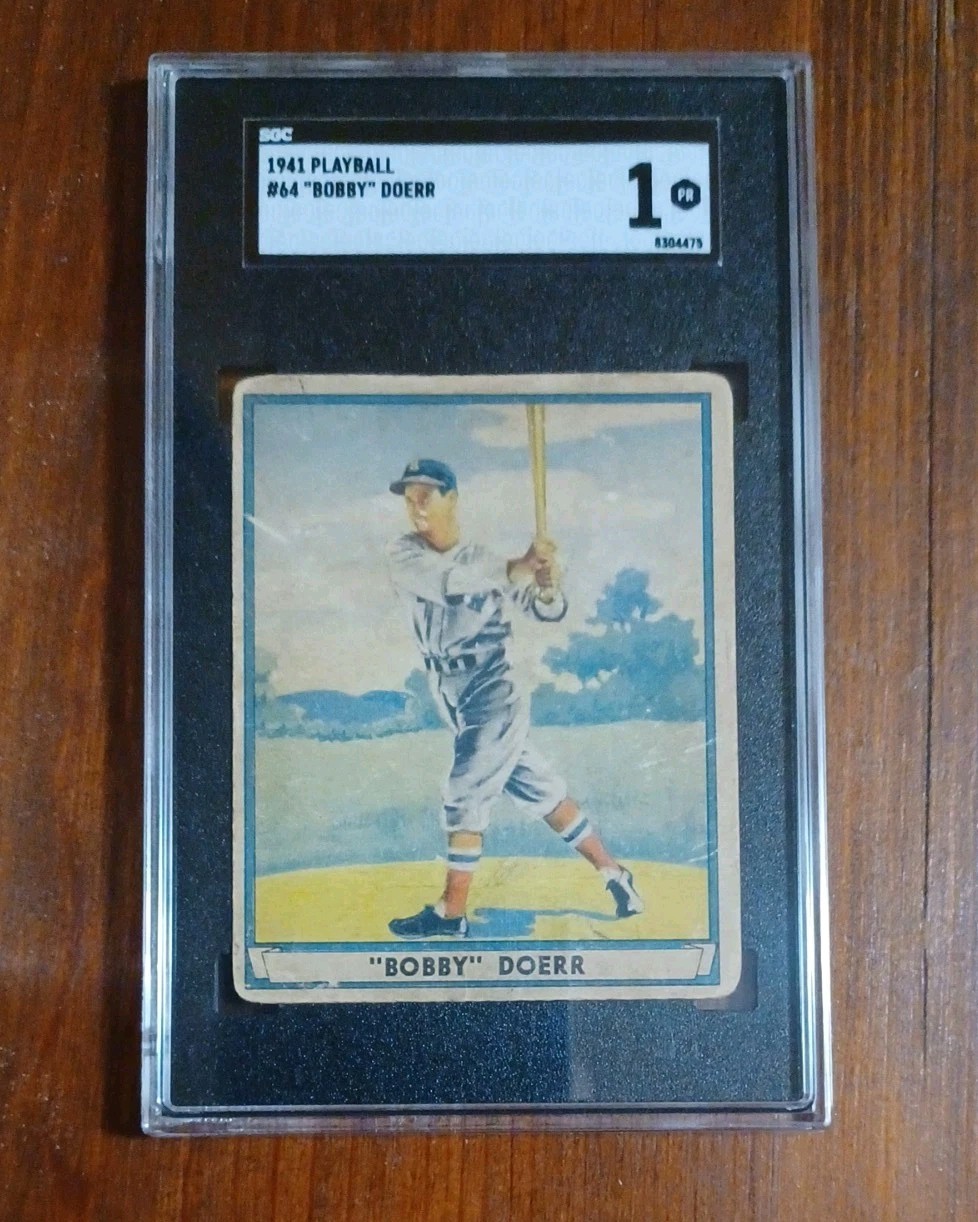 SGC
1941 PLAYBALL
#64 "BOBBY" DOERR
1 PR
8304475
"BOBBY" DOERR